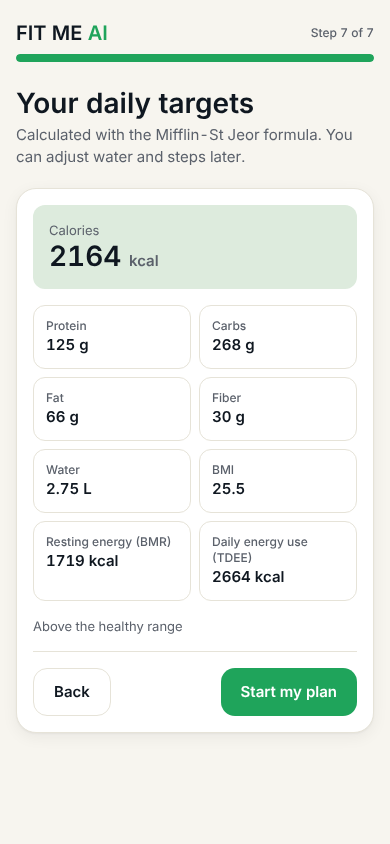 FIT ME AI
Step 7 of 7
Your daily targets
Calculated with the Mifflin-St Jeor formula. You
can adjust water and steps later.
Calories
2164 kcal
Protein
125 g
Carbs
268 g
Fat
66 g
Fiber
30 g
Water
2.75 L
BMI
25.5
Resting energy (BMR)
1719 kcal
Daily energy use
(TDEE)
2664 kcal
Above the healthy range
Back
Start my plan